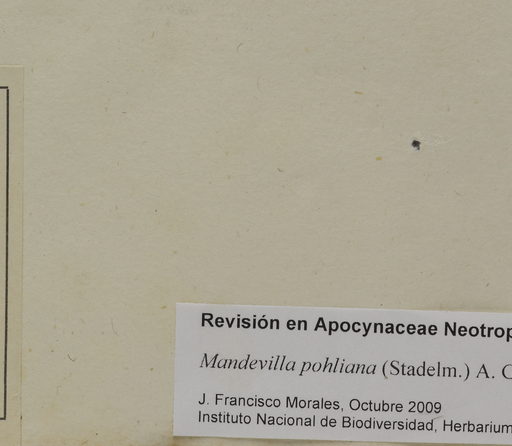 Revisión en Apocynaceae Neotrop
Mandevilla pohliana (Stadelm.) A. C
J. Francisco Morales, Octubre 2009
Instituto Nacional de Biodiversidad, Herbarium